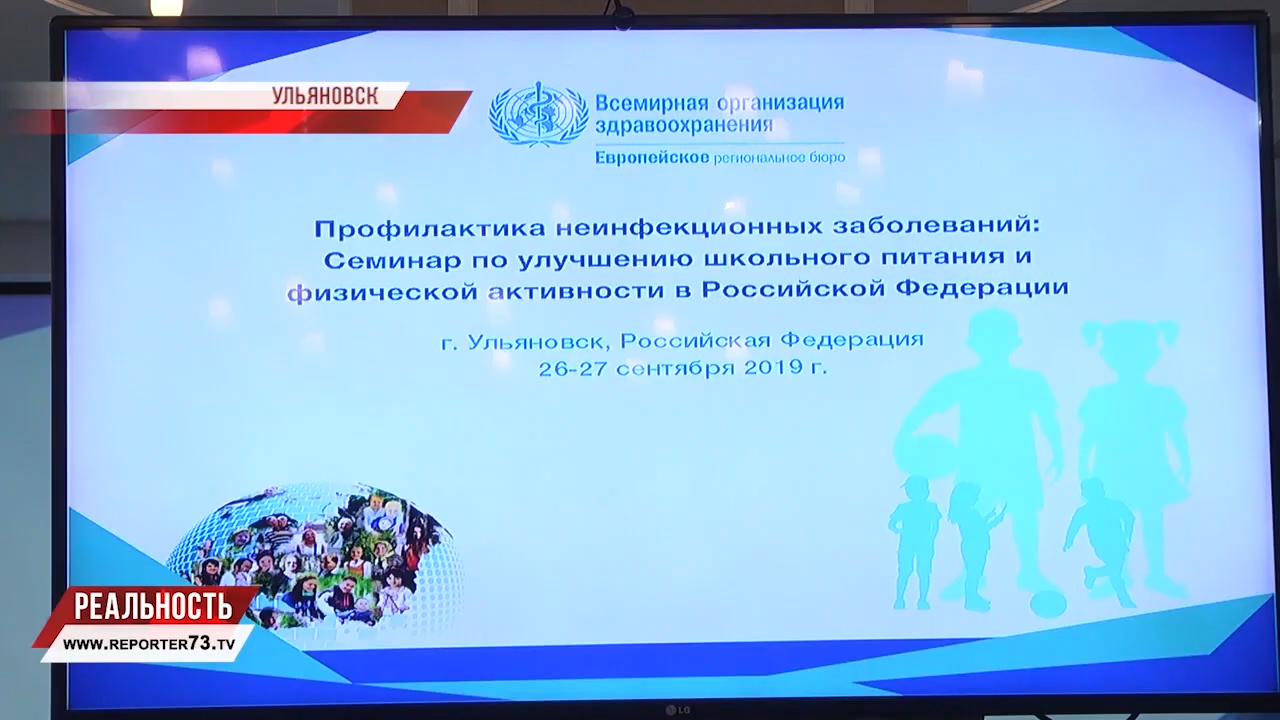 УЛЬЯНОВСК
Всемирная организация
здравоохранения
Европейское региональное бюро
Профилактика неинфекционных заболеваний:
Семинар по улучшению школьного питания и
физической активности в Российской Федерации
г. Ульяновск, Российская Федерация
26-27 сентября 2019 г.
РЕАЛЬНОСТЬ
WWW.REPORTER73.TV
LG